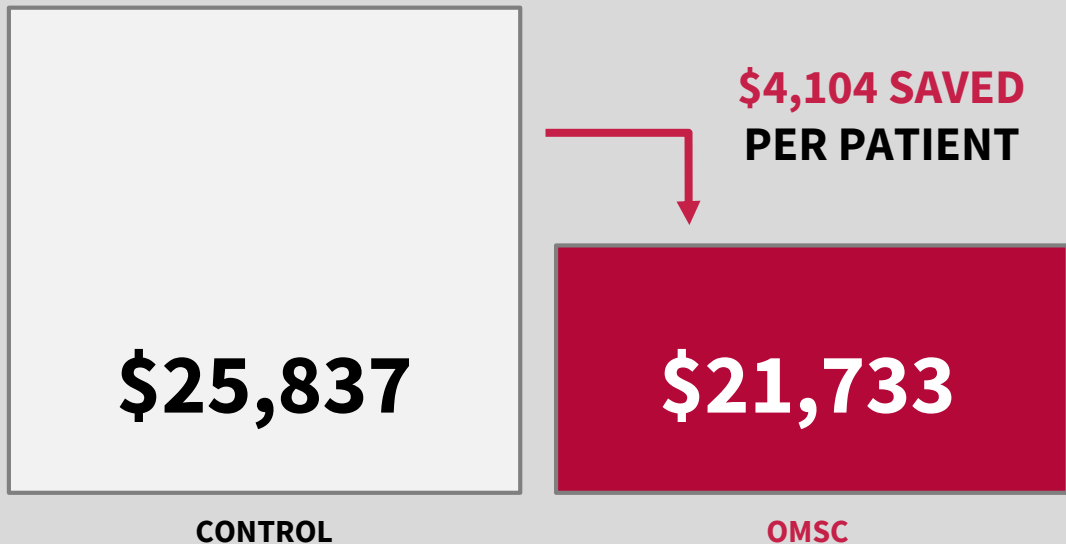 $4,104 SAVED
PER PATIENT
$25,837
$21,733
CONTROL
OMSC